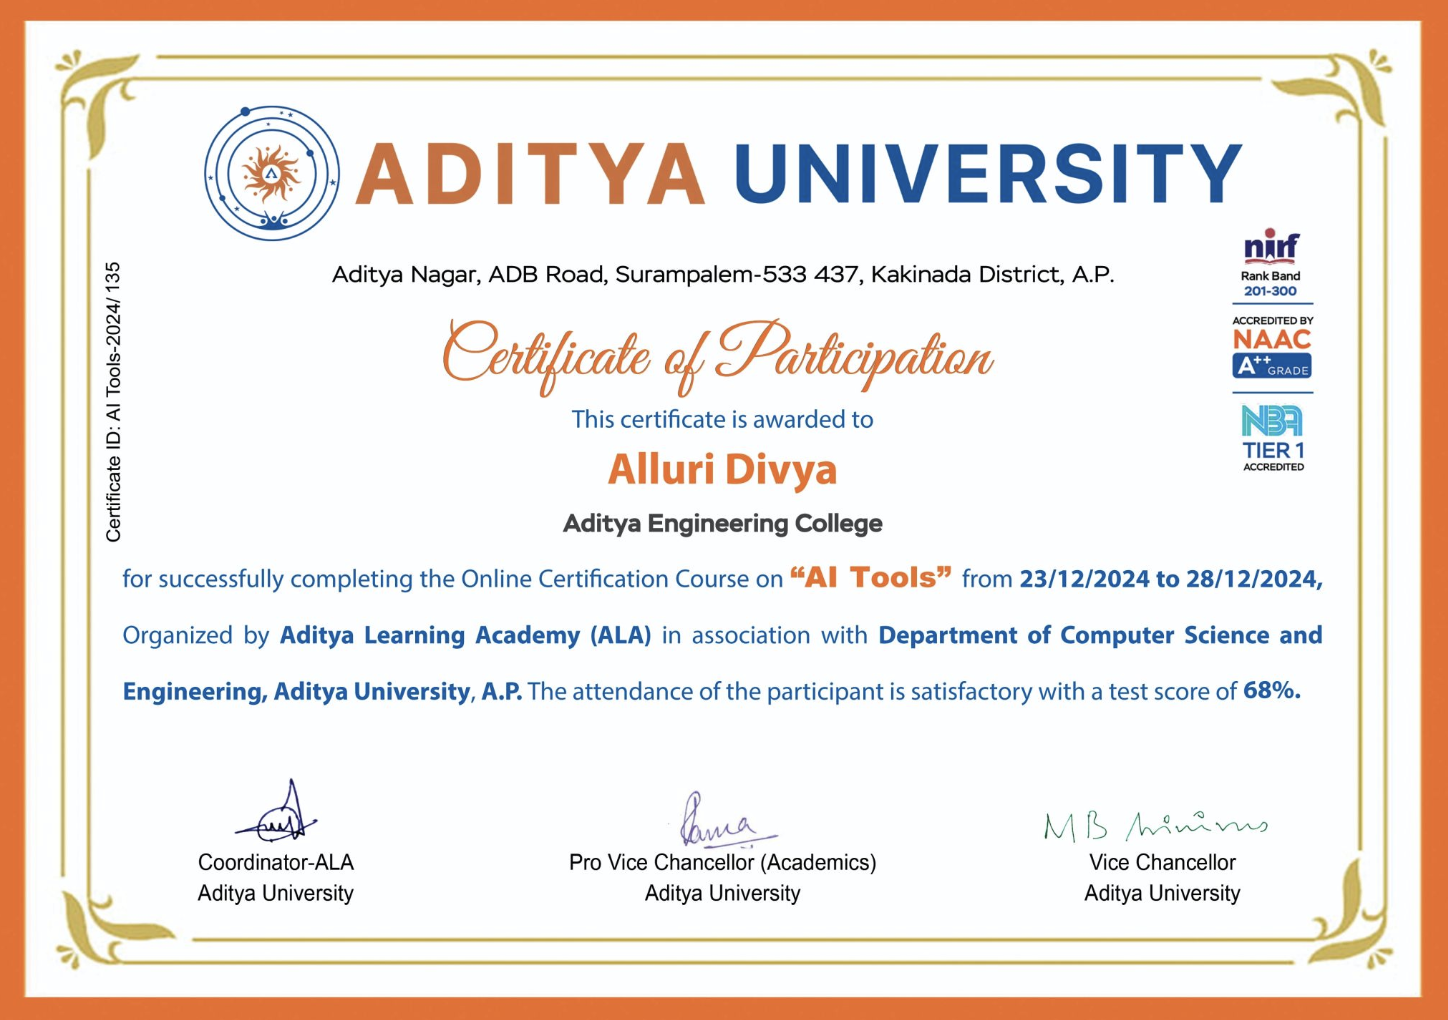 ADITYA UNIVERSITY
Aditya Nagar, ADB Road, Surampalem-533 437, Kakinada District, A.P.
nirf
Rank Band
201-300
ACCREDITED BY
NAAC
A++ GRADE
NBA
TIER 1
ACCREDITED
Certificate ID: AI Tools-2024/ 135
Certificate of Participation
This certificate is awarded to
Alluri Divya
Aditya Engineering College
for successfully completing the Online Certification Course on “AI Tools” from 23/12/2024 to 28/12/2024,
Organized by Aditya Learning Academy (ALA) in association with Department of Computer Science and
Engineering, Aditya University, A.P. The attendance of the participant is satisfactory with a test score of 68%.
Coordinator-ALA
Aditya University
Rama
Pro Vice Chancellor (Academics)
Aditya University
M B
Vice Chancellor
Aditya University